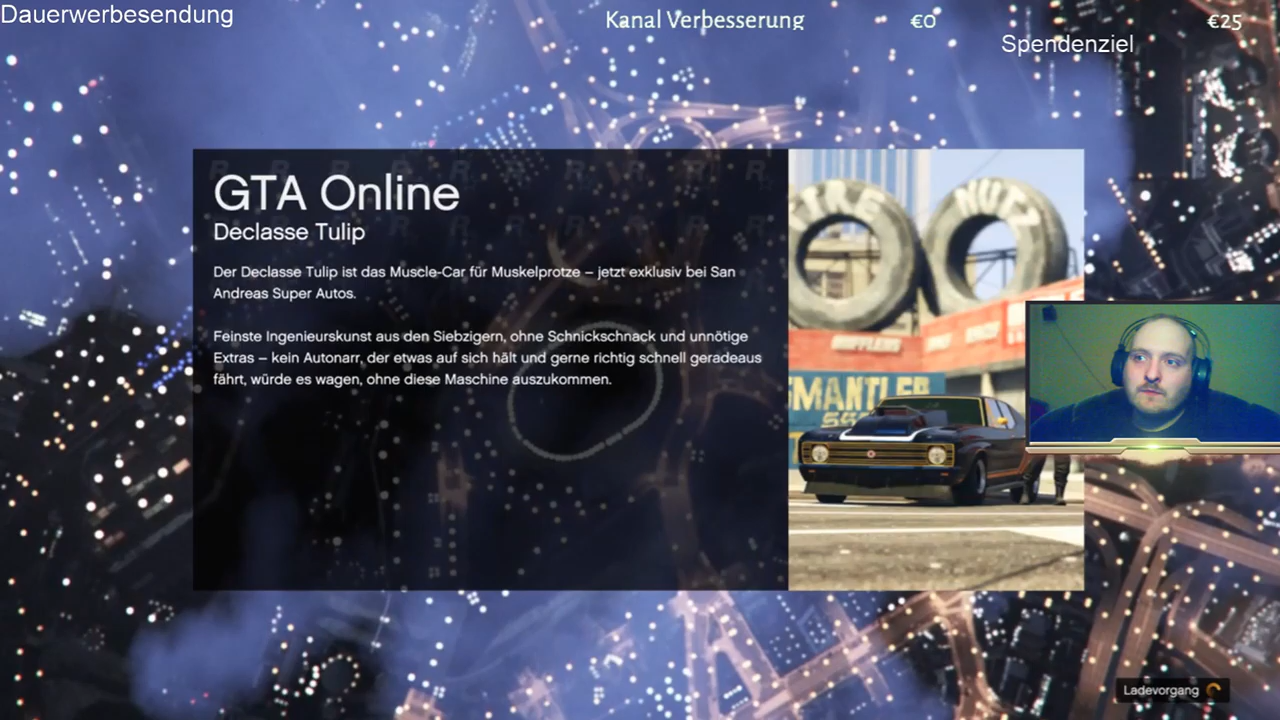 Dauerwerbesendung
Kanal Verbesserung €0 €25
Spendenziel
GTA Online
Declasse Tulip
Der Declasse Tulip ist das Muscle-Car für Muskelprotze – jetzt exklusiv bei San
Andreas Super Autos.
Feinste Ingenieurskunst aus den Siebzigern, ohne Schnickschnack und unnötige
Extras – kein Autonarr, der etwas auf sich hält und gerne richtig schnell geradeaus
fährt, würde es wagen, ohne diese Maschine auszukommen.
NUTZ
MUFFLERS
Ladevorgang